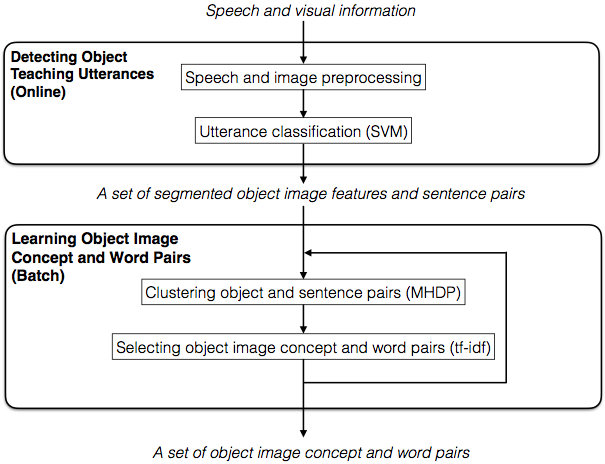 Speech and visual information
Detecting Object
Teaching Utterances
(Online)
Speech and image preprocessing
Utterance classification (SVM)
A set of segmented object image features and sentence pairs
Learning Object Image
Concept and Word Pairs
(Batch)
Clustering object and sentence pairs (MHDP)
Selecting object image concept and word pairs (tf-idf)
A set of object image concept and word pairs